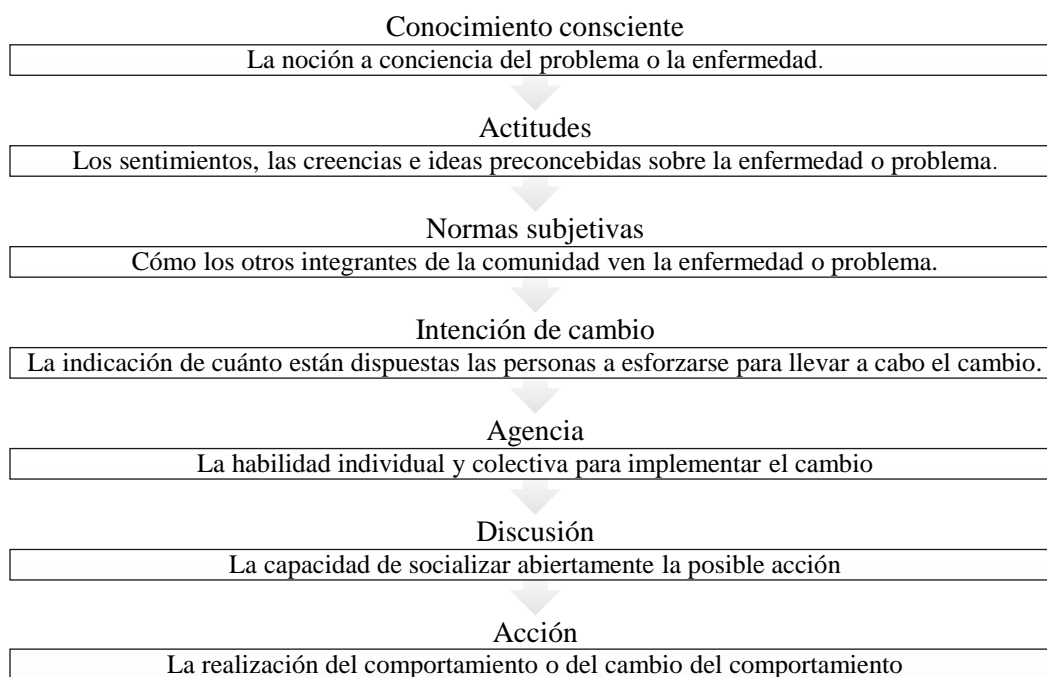 Conocimiento consciente
La noción a conciencia del problema o la enfermedad.
Actitudes
Los sentimientos, las creencias e ideas preconcebidas sobre la enfermedad o problema.
Normas subjetivas
Cómo los otros integrantes de la comunidad ven la enfermedad o problema.
Intención de cambio
La indicación de cuánto están dispuestas las personas a esforzarse para llevar a cabo el cambio.
Agencia
La habilidad individual y colectiva para implementar el cambio
Discusión
La capacidad de socializar abiertamente la posible acción
Acción
La realización del comportamiento o del cambio del comportamiento